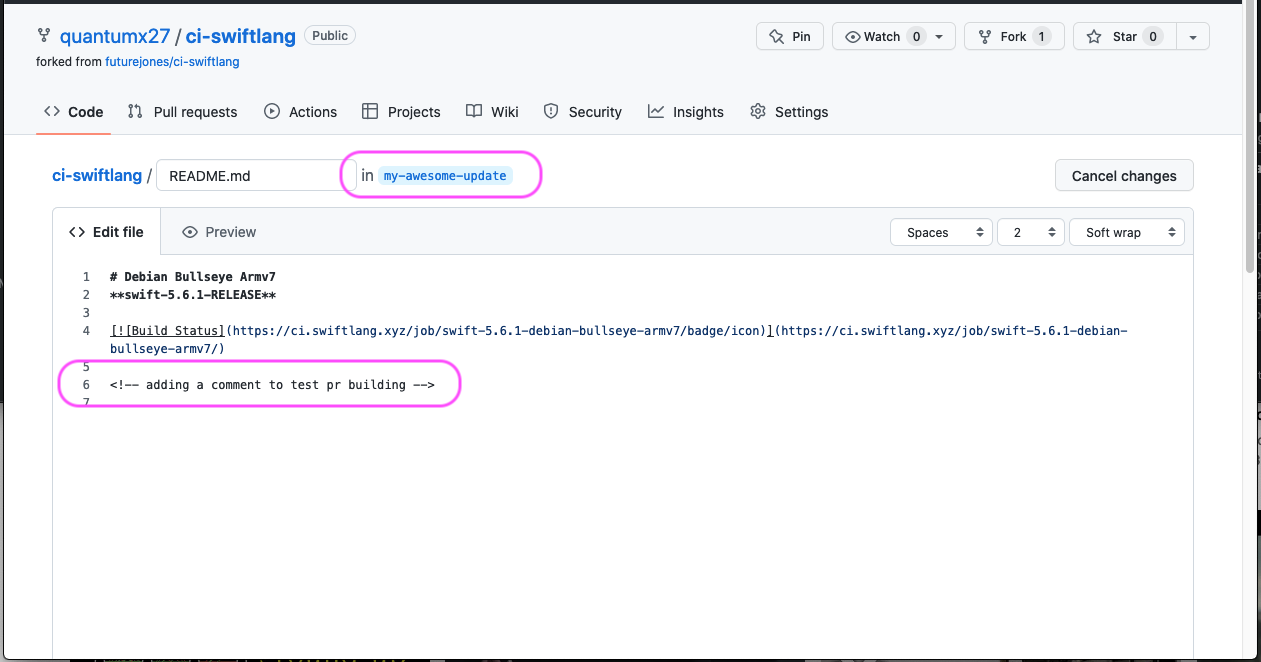 quantumx27 / ci-swiftlang Public
Pin Watch 0 Fork 1 Star 0
forked from futurejones/ci-swiftlang
Code Pull requests Actions Projects Wiki Security Insights Settings
ci-swiftlang / README.md in my-awesome-update Cancel changes
Edit file Preview Spaces 2 Soft wrap
1 # Debian Bullseye Armv7
2 **swift-5.6.1-RELEASE**
3
4 [![Build Status](https://ci.swiftlang.xyz/job/swift-5.6.1-debian-bullseye-armv7/badge/icon)](https://ci.swiftlang.xyz/job/swift-5.6.1-debian-
bullseye-armv7/)
5
6 <!-- adding a comment to test pr building -->
7